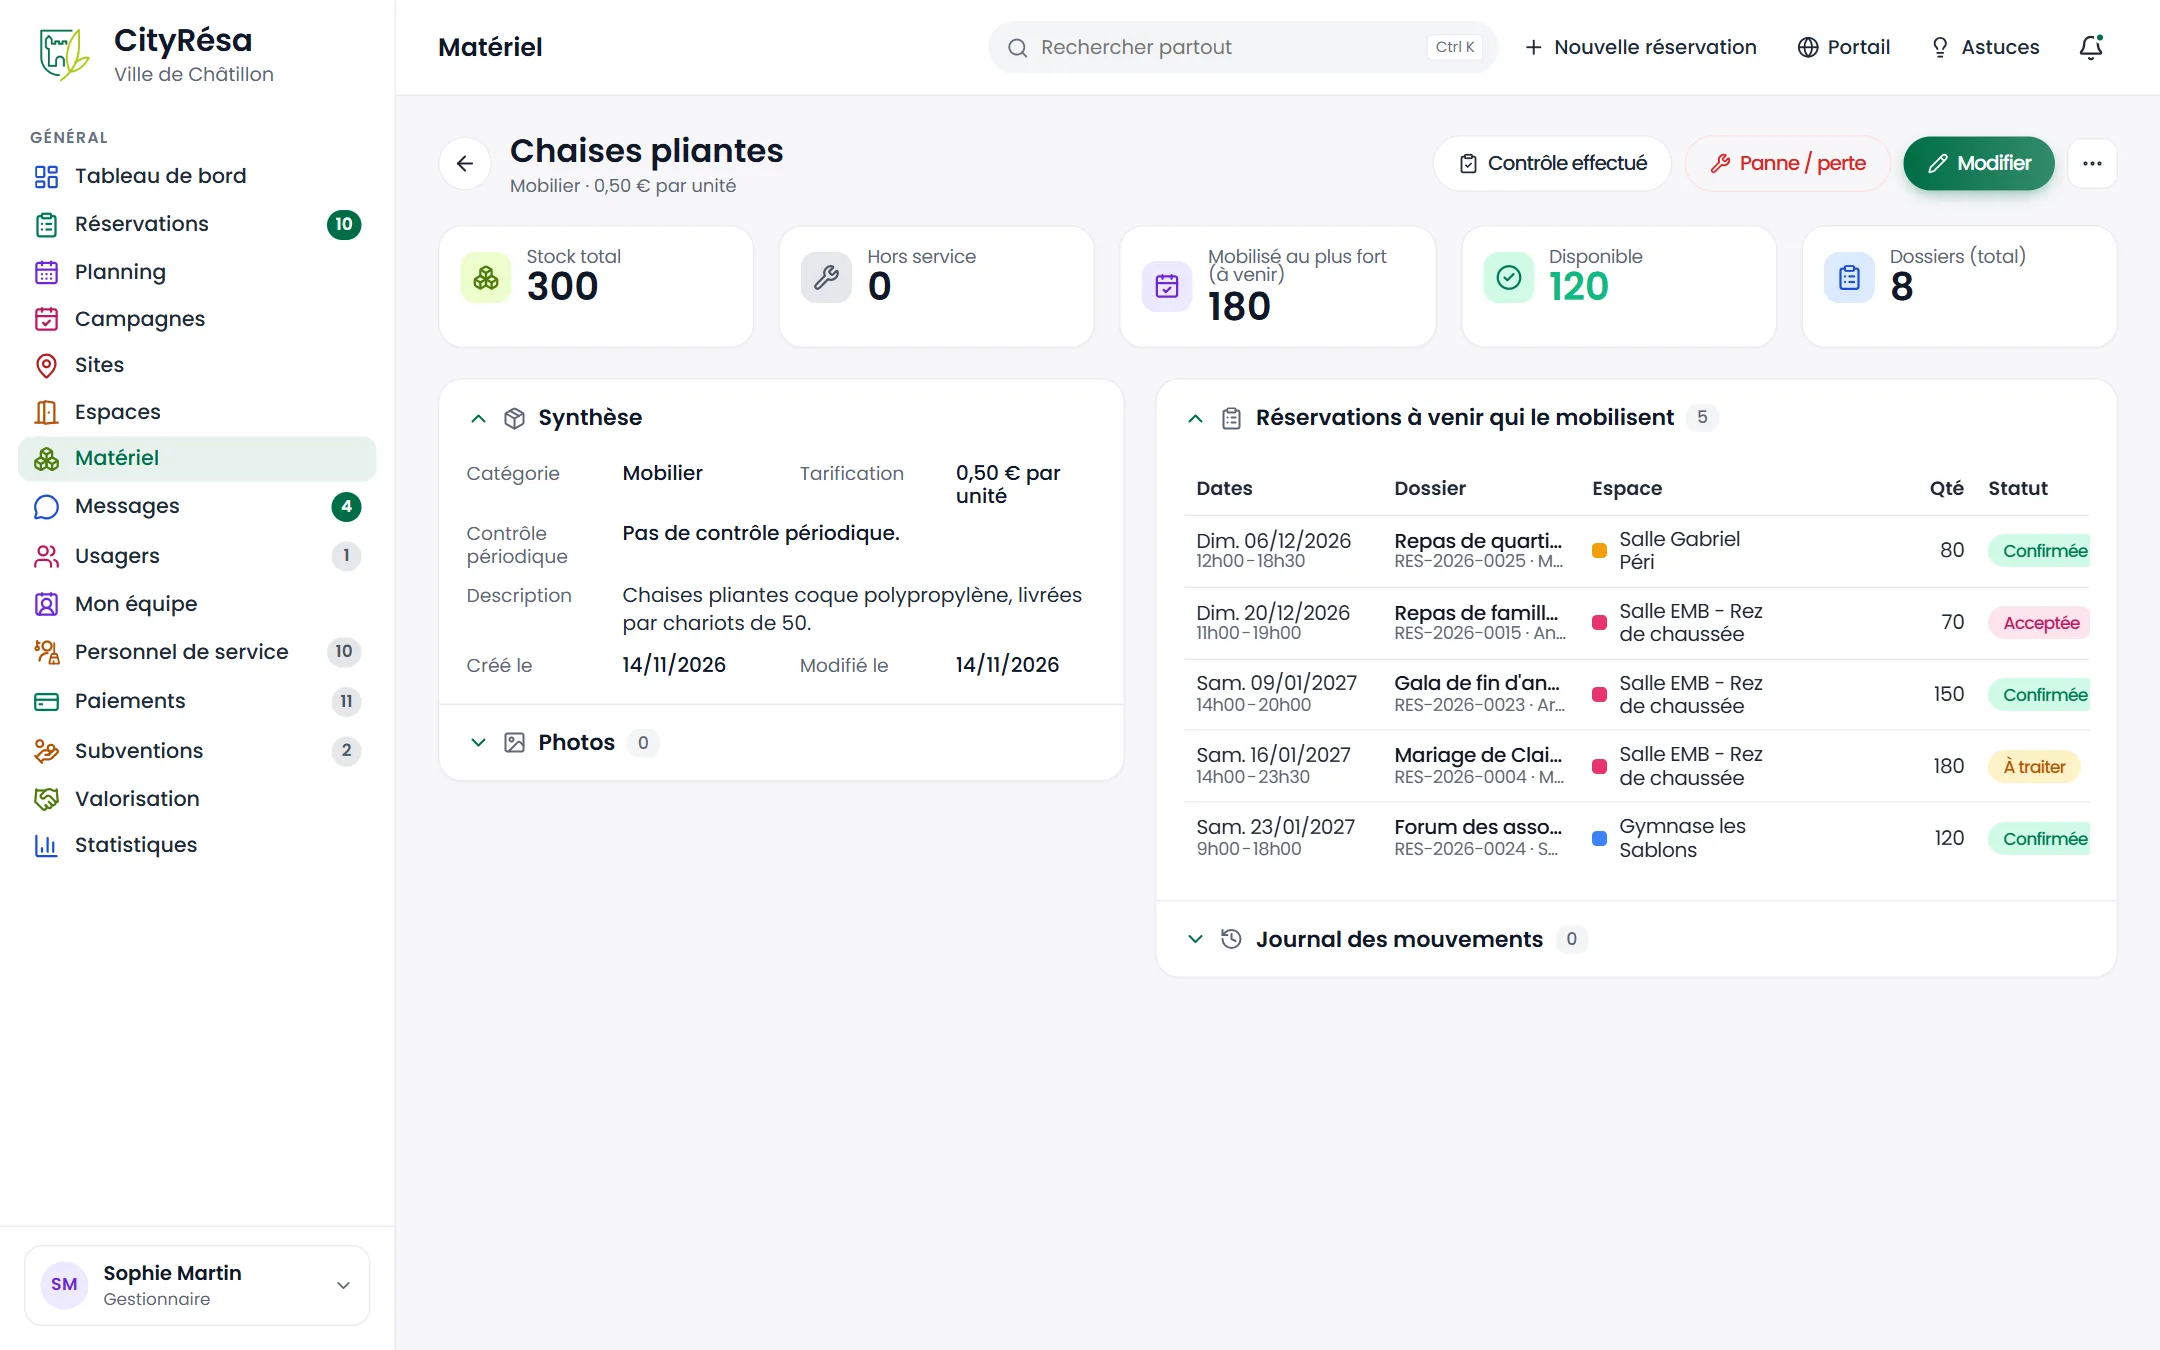 CityRésa
Ville de Châtillon
GÉNÉRAL
Tableau de bord
Réservations 10
Planning
Campagnes
Sites
Espaces
Matériel
Messages 4
Usagers 1
Mon équipe
Personnel de service 10
Paiements 11
Subventions 2
Valorisation
Statistiques
SM
Sophie Martin
Gestionnaire
Matériel
Rechercher partout Ctrl K
Nouvelle réservation
Portail
Astuces
Chaises pliantes
Mobilier · 0,50 € par unité
Contrôle effectué
Panne / perte
Modifier
Stock total
300
Hors service
0
Mobilisé au plus fort
(à venir)
180
Disponible
120
Dossiers (total)
8
Synthèse
Catégorie Mobilier Tarification 0,50 € par
unité
Contrôle Pas de contrôle périodique.
périodique
Description Chaises pliantes coque polypropylène, livrées
par chariots de 50.
Créé le 14/11/2026 Modifié le 14/11/2026
Photos 0
Réservations à venir qui le mobilisent 5
Dates Dossier Espace Qté Statut
Dim. 06/12/2026 Repas de quarti... Salle Gabriel
Péri 80 Confirmée
12h00 - 18h30 RES-2026-0025 · M...
Dim. 20/12/2026 Repas de famill... Salle EMB - Rez
de chaussée 70 Acceptée
11h00 - 19h00 RES-2026-0015 · An...
Sam. 09/01/2027 Gala de fin d'an... Salle EMB - Rez
de chaussée 150 Confirmée
14h00 - 20h00 RES-2026-0023 · Ar...
Sam. 16/01/2027 Mariage de Clai... Salle EMB - Rez
de chaussée 180 À traiter
14h00 - 23h30 RES-2026-0004 · M...
Sam. 23/01/2027 Forum des asso... Gymnase les
Sablons 120 Confirmée
9h00 - 18h00 RES-2026-0024 · S...
Journal des mouvements 0